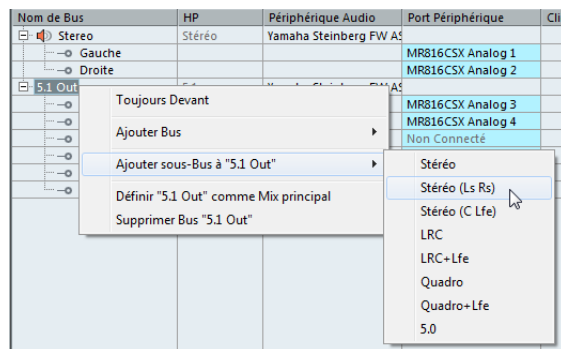 Nom de Bus HP Périphérique Audio Port Périphérique Cli
Stereo Stéréo Yamaha Steinberg FW AS
Gauche MR816CSX Analog 1
Droite MR816CSX Analog 2
5.1 Out
MR816CSX Analog 3
MR816CSX Analog 4
Non Connecté
Toujours Devant
Ajouter Bus
Ajouter sous-Bus à "5.1 Out"
Définir "5.1 Out" comme Mix principal
Supprimer Bus "5.1 Out"
Stéréo
Stéréo (Ls Rs)
Stéréo (C Lfe)
LRC
LRC+Lfe
Quadro
Quadro+Lfe
5.0